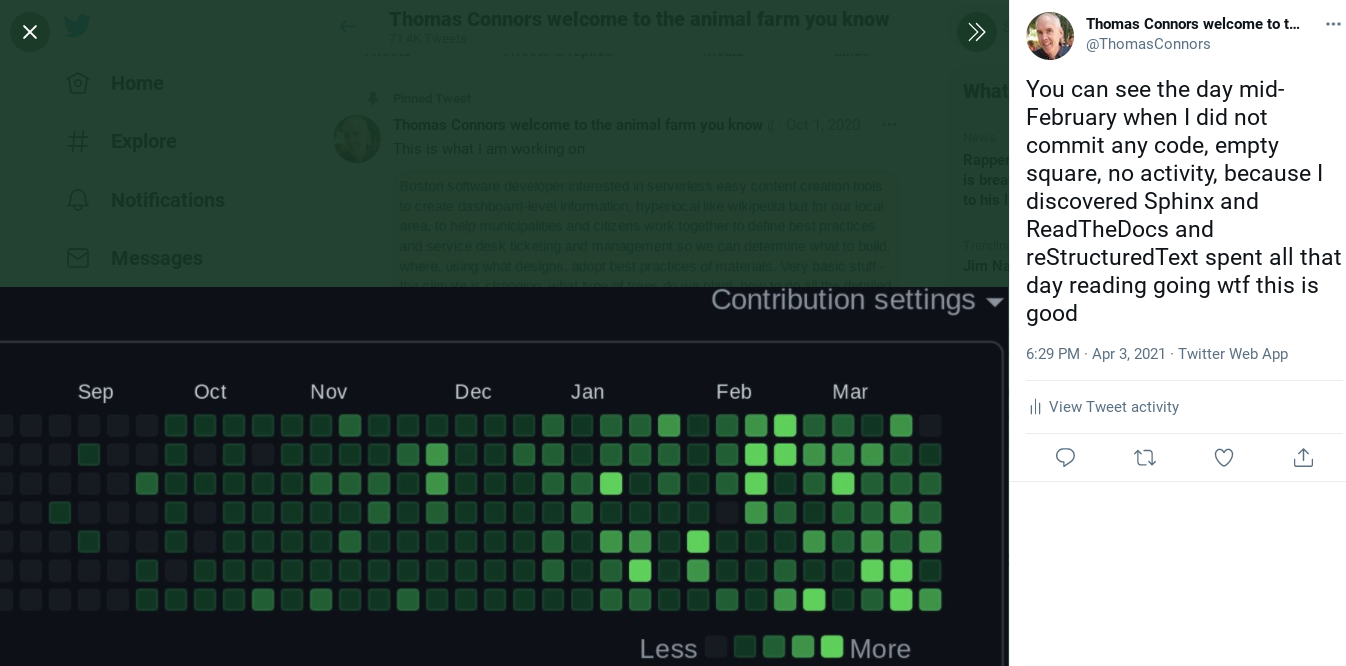 Thomas Connors welcome to the animal farm you know
71.4K Tweets
Home
Explore
Notifications
Messages
Pinned Tweet
Thomas Connors welcome to the animal farm you know
· Oct 1, 2020
This is what I am working on
Boston software developer interested in serverless easy content creation tools
to create dashboard-level information, hyperlocal like wikipedia but for our local
area, to help municipalities and citizens work together to define best practices
and service desk ticketing and management so we can determine what to build,
where, using what designs, adopt best practices of materials. Very basic stuff -
What
News
Rapper
is brea
to his l
Trending
Jim Na
Contribution settings
Sep Oct Nov Dec Jan Feb Mar
Less More
Thomas Connors welcome to t...
@ThomasConnors
You can see the day mid-
February when I did not
commit any code, empty
square, no activity, because I
discovered Sphinx and
ReadTheDocs and
reStructuredText spent all that
day reading going wtf this is
good
6:29 PM · Apr 3, 2021 · Twitter Web App
View Tweet activity